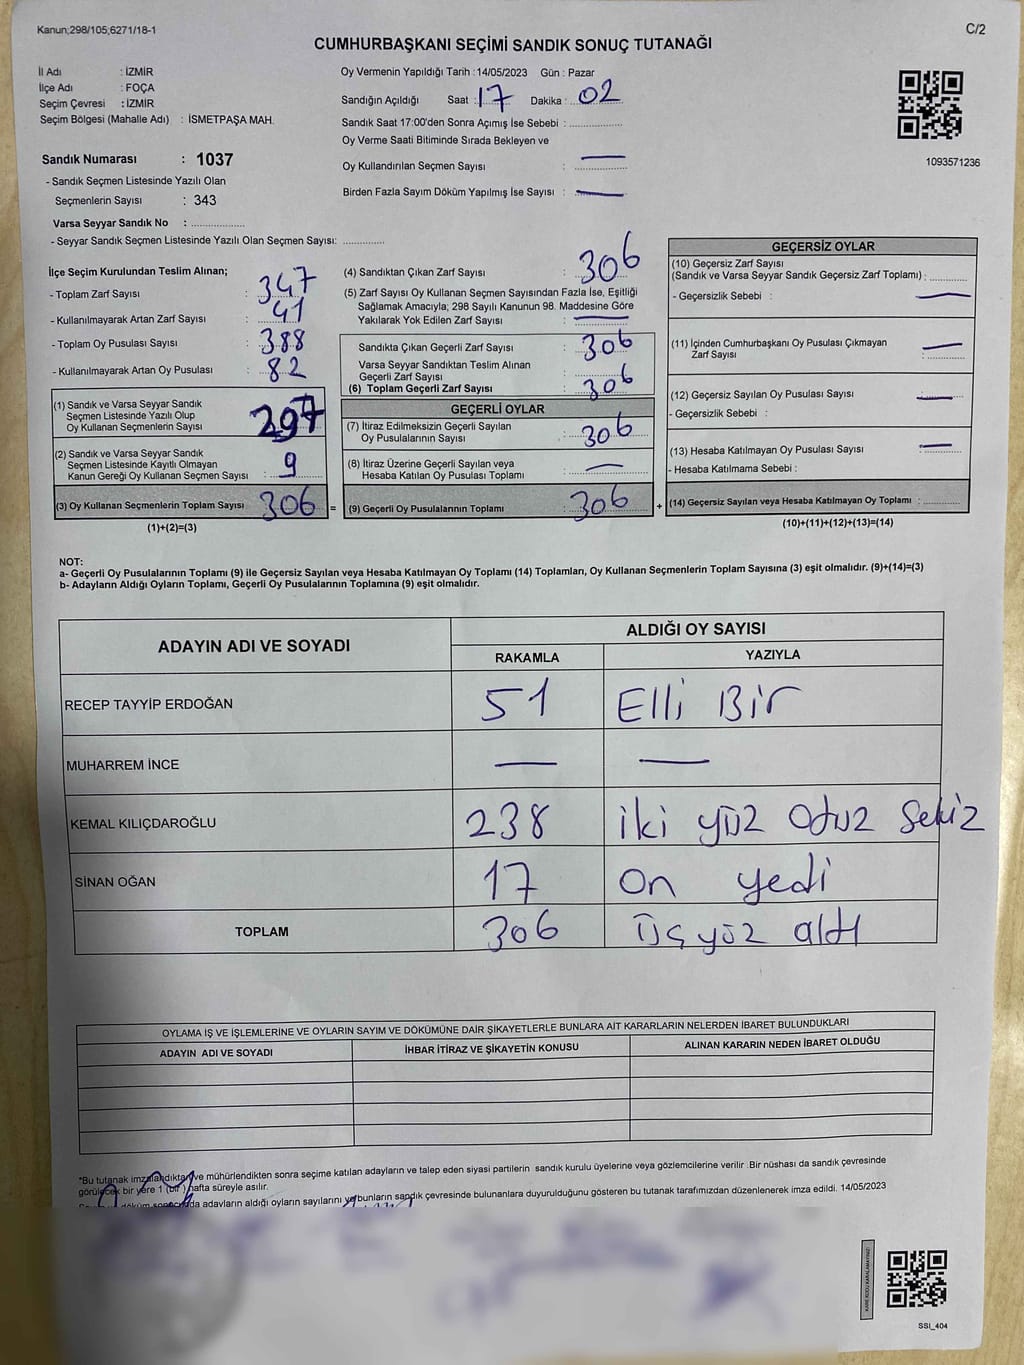 Kanun;298/105;6271/18-1
C/2
CUMHURBAŞKANI SEÇİMİ SANDIK SONUÇ TUTANAĞI
İl Adı : İZMİR
İlçe Adı : FOÇA
Seçim Çevresi : İZMİR
Seçim Bölgesi (Mahalle Adı) : İSMETPAŞA MAH.
Sandık Numarası : 1037
- Sandık Seçmen Listesinde Yazılı Olan
Seçmenlerin Sayısı : 343
Varsa Seyyar Sandık No : ..................
- Seyyar Sandık Seçmen Listesinde Yazılı Olan Seçmen Sayısı: ..............
Oy Vermenin Yapıldığı Tarih : 14/05/2023 Gün : Pazar
Sandığın Açıldığı Saat : 17 Dakika : 02
Sandık Saat 17:00'den Sonra Açımış İse Sebebi : ..................
Oy Verme Saati Bitiminde Sırada Bekleyen ve
Oy Kullandırılan Seçmen Sayısı : —
Birden Fazla Sayım Döküm Yapılmış İse Sayısı : —
1093571236
İlçe Seçim Kurulundan Teslim Alınan;
- Toplam Zarf Sayısı : 347
- Kullanılmayarak Artan Zarf Sayısı : 41
- Toplam Oy Pusulası Sayısı : 388
- Kullanılmayarak Artan Oy Pusulası : 82
(1) Sandık ve Varsa Seyyar Sandık
Seçmen Listesinde Yazılı Olup
Oy Kullanan Seçmenlerin Sayısı 297
(2) Sandık ve Varsa Seyyar Sandık
Seçmen Listesinde Kayıtlı Olmayan
Kanun Gereği Oy Kullanan Seçmen Sayısı : 9
(3) Oy Kullanan Seçmenlerin Toplam Sayısı 306 =
(1)+(2)=(3)
(4) Sandıktan Çıkan Zarf Sayısı : 306
(5) Zarf Sayısı Oy Kullanan Seçmen Sayısından Fazla İse, Eşitliği
Sağlamak Amacıyla; 298 Sayılı Kanunun 98. Maddesine Göre
Yakılarak Yok Edilen Zarf Sayısı : —
Sandıkta Çıkan Geçerli Zarf Sayısı : 306
Varsa Seyyar Sandıktan Teslim Alınan
Geçerli Zarf Sayısı :
(6) Toplam Geçerli Zarf Sayısı : 306
GEÇERLİ OYLAR
(7) İtiraz Edilmeksizin Geçerli Sayılan
Oy Pusulalarının Sayısı : 306
(8) İtiraz Üzerine Geçerli Sayılan veya
Hesaba Katılan Oy Pusulası Toplamı : —
(9) Geçerli Oy Pusulalarının Toplamı : 306 +
GEÇERSİZ OYLAR
(10) Geçersiz Zarf Sayısı
(Sandık ve Varsa Seyyar Sandık Geçersiz Zarf Toplamı) : ............
- Geçersizlik Sebebi : —
(11) İçinden Cumhurbaşkanı Oy Pusulası Çıkmayan
Zarf Sayısı : —
(12) Geçersiz Sayılan Oy Pusulası Sayısı : —
- Geçersizlik Sebebi :
(13) Hesaba Katılmayan Oy Pusulası Sayısı : —
- Hesaba Katılmama Sebebi :
(14) Geçersiz Sayılan veya Hesaba Katılmayan Oy Toplamı : ............
(10)+(11)+(12)+(13)=(14)
NOT:
a- Geçerli Oy Pusulalarının Toplamı (9) ile Geçersiz Sayılan veya Hesaba Katılmayan Oy Toplamı (14) Toplamları, Oy Kullanan Seçmenlerin Toplam Sayısına (3) eşit olmalıdır. (9)+(14)=(3)
b- Adayların Aldığı Oyların Toplamı, Geçerli Oy Pusulalarının Toplamına (9) eşit olmalıdır.
ADAYIN ADI VE SOYADI
ALDIĞI OY SAYISI
RAKAMLA YAZIYLA
RECEP TAYYİP ERDOĞAN 51 Elli Bir
MUHARREM İNCE — —
KEMAL KILIÇDAROĞLU 238 iki yüz otuz sekiz
SİNAN OĞAN 17 on yedi
TOPLAM 306 Üç yüz altı
OYLAMA İŞ VE İŞLEMLERİNE VE OYLARIN SAYIM VE DÖKÜMÜNE DAİR ŞİKAYETLERLE BUNLARA AİT KARARLARIN NELERDEN İBARET BULUNDUKLARI
ADAYIN ADI VE SOYADI İHBAR İTİRAZ VE ŞİKAYETİN KONUSU ALINAN KARARIN NEDEN İBARET OLDUĞU
*Bu tutanak imzalandıktan ve mühürlendikten sonra seçime katılan adayların ve talep eden siyasi partilerin sandık kurulu üyelerine veya gözlemcilerine verilir .Bir nüshası da sandık çevresinde
görülecek bir yere 1 (bir ) hafta süreyle asılır.
döküm sonucunda adayların aldığı oyların sayılarını ve bunların sandık çevresinde bulunanlara duyurulduğunu gösteren bu tutanak tarafımızdan düzenlenerek imza edildi. 14/05/2023
SSI_404